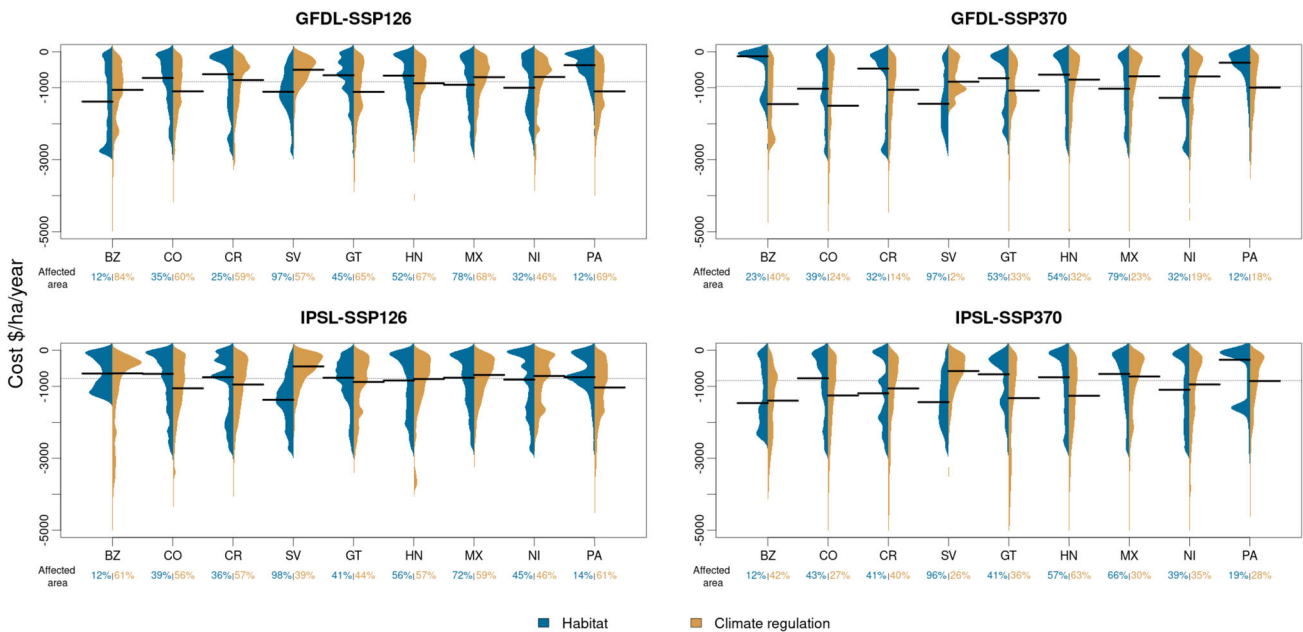 GFDL-SSP126
GFDL-SSP370
0
-1000
-3000
-5000
0
-1000
-3000
-5000
BZ CO CR SV GT HN MX NI PA
BZ CO CR SV GT HN MX NI PA
Affected area 12%|84% 35%|60% 25%|59% 97%|57% 45%|65% 52%|67% 78%|68% 32%|46% 12%|69%
Affected area 23%|40% 39%|24% 32%|14% 97%|2% 53%|33% 54%|32% 79%|23% 32%|19% 12%|18%
Cost $/ha/year
IPSL-SSP126
IPSL-SSP370
0
-1000
-3000
-5000
0
-1000
-3000
-5000
BZ CO CR SV GT HN MX NI PA
BZ CO CR SV GT HN MX NI PA
Affected area 12%|61% 39%|56% 36%|57% 98%|39% 41%|44% 56%|57% 72%|59% 45%|46% 14%|61%
Affected area 12%|42% 43%|27% 41%|40% 96%|26% 41%|36% 57%|63% 66%|30% 39%|35% 19%|28%
Habitat
Climate regulation